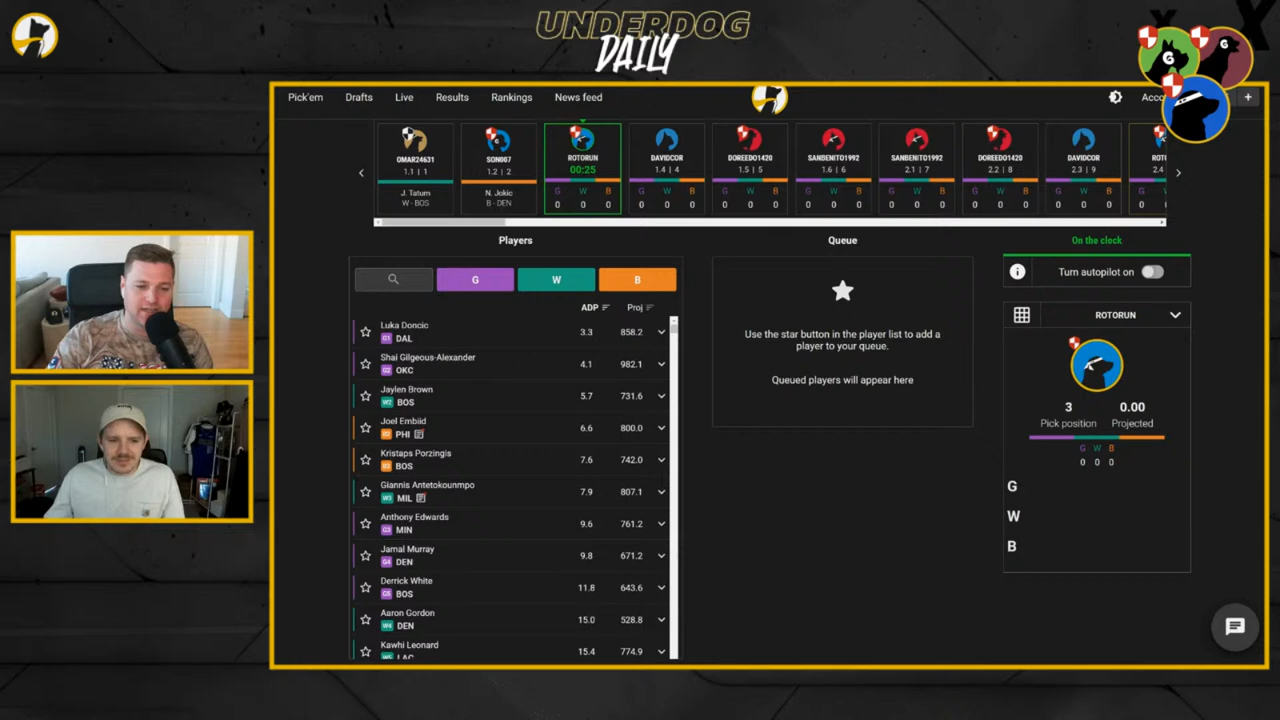 UNDERDOG
DAILY
G
G
Pick'em Drafts Live Results Rankings News feed
+
OMAR24631
1.1 | 1
J. Tatum
W - BOS
SON007
1.2 | 2
N. Jokic
B - DEN
ROTORUN
00:25
G W B
0 0 0
DAVIDCOR
1.4 | 4
G W B
0 0 0
DOREEDO1420
1.5 | 5
G W B
0 0 0
SANBENITO1992
1.6 | 6
G W B
0 0 0
SANBENITO1992
2.1 | 7
G W B
0 0 0
DOREEDO1420
2.2 | 8
G W B
0 0 0
DAVIDCOR
2.3 | 9
G W B
0 0 0
2.4
G
0
Players
G W B
ADP Proj
Luka Doncic
G1 DAL
3.3 858.2
Shai Gilgeous-Alexander
G2 OKC
4.1 982.1
Jaylen Brown
W2 BOS
5.7 731.6
Joel Embiid
B2 PHI
6.6 800.0
Kristaps Porzingis
B3 BOS
7.6 742.0
Giannis Antetokounmpo
W3 MIL
7.9 807.1
Anthony Edwards
G3 MIN
9.6 761.2
Jamal Murray
G4 DEN
9.8 671.2
Derrick White
G5 BOS
11.8 643.6
Aaron Gordon
W4 DEN
15.0 528.8
Kawhi Leonard
W5 LAC
15.4 774.9
Queue
Use the star button in the player list to add a
player to your queue.
Queued players will appear here
On the clock
Turn autopilot on
ROTORUN
3 0.00
Pick position Projected
G W B
0 0 0
G
W
B